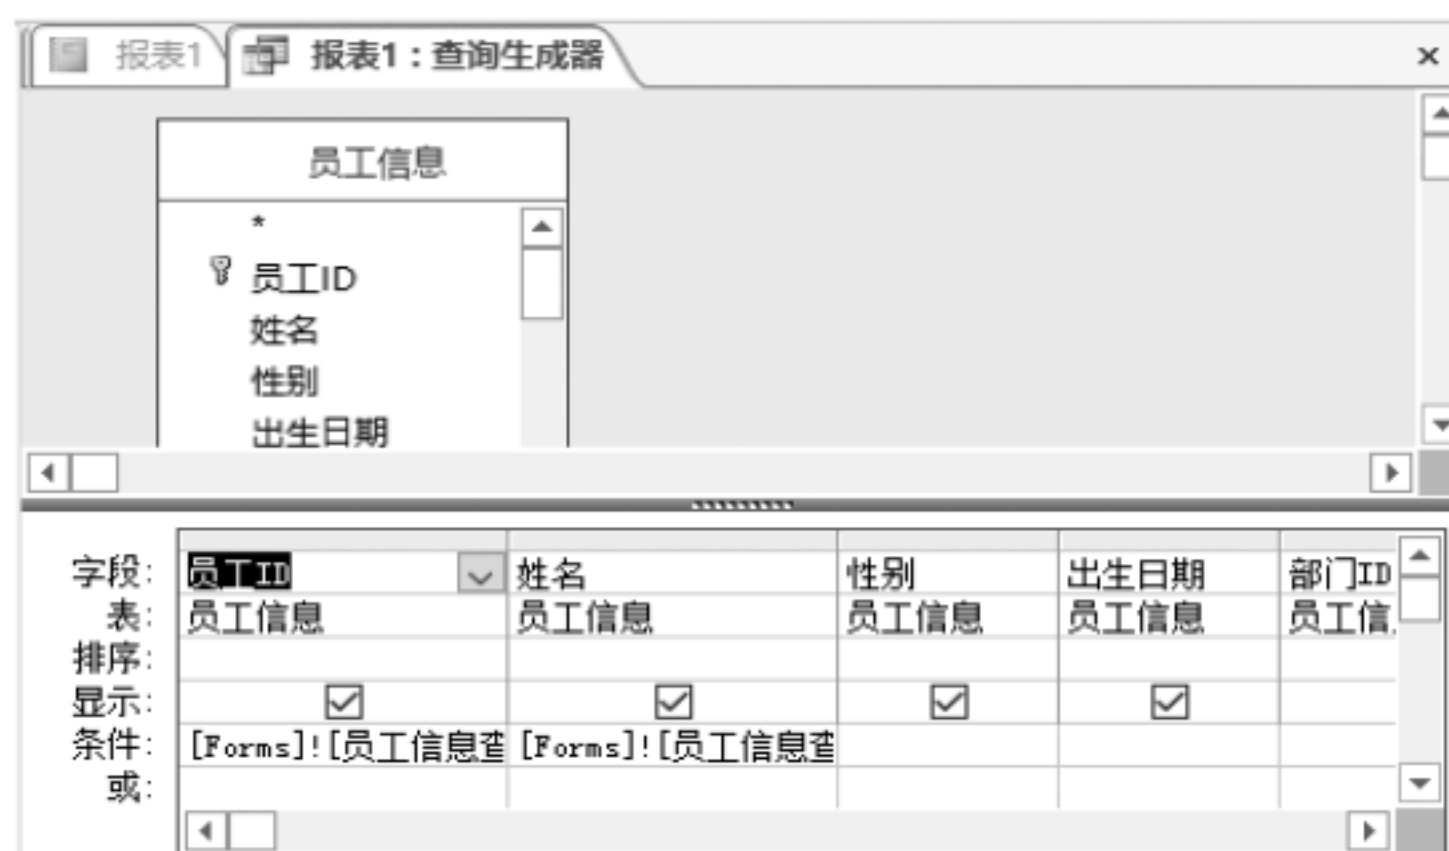 报表1 报表1：查询生成器
员工信息
*
员工ID
姓名
性别
出生日期
字段: 员工ID 姓名 性别 出生日期 部门ID
表: 员工信息 员工信息 员工信息 员工信息 员工信
排序:
显示:
条件: [Forms]![员工信息查 [Forms]![员工信息查
或: